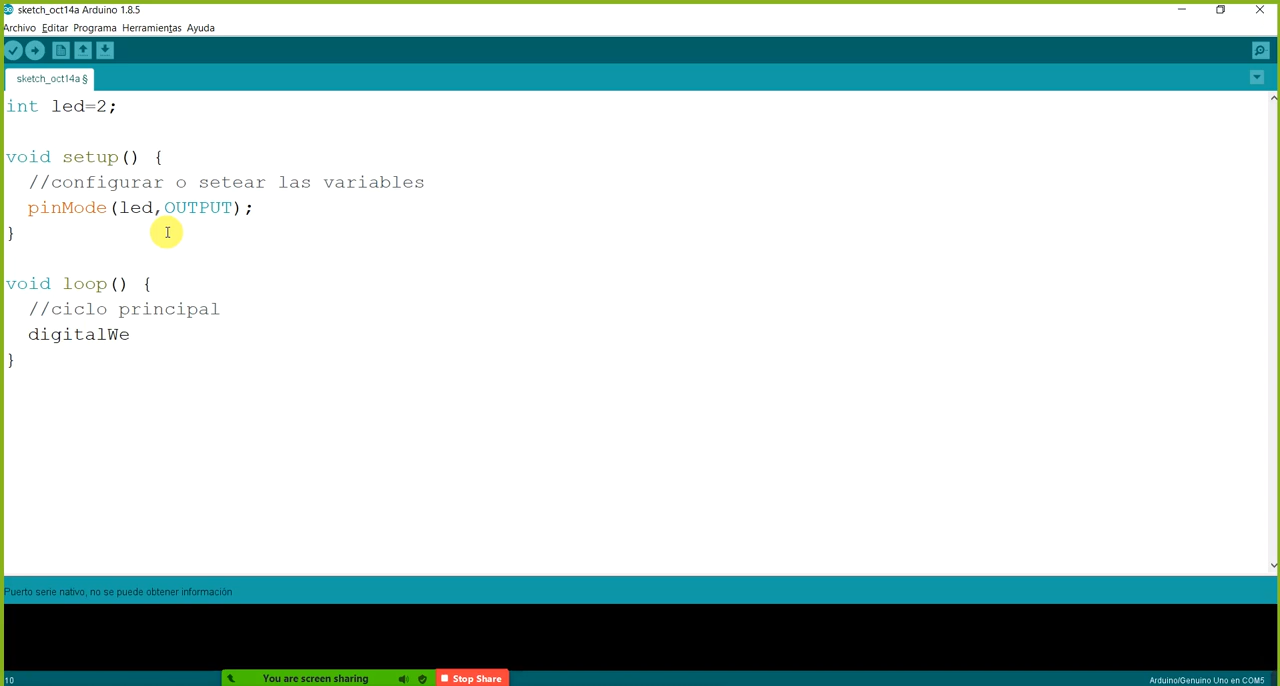 sketch_oct14a Arduino 1.8.5
Archivo Editar Programa Herramientas Ayuda
sketch_oct14a §
int led=2;
void setup() {
//configurar o setear las variables
pinMode(led,OUTPUT);
}
void loop() {
//ciclo principal
digitalWe
}
Puerto serie nativo, no se puede obtener información
10
You are screen sharing
Stop Share
Arduino/Genuino Uno en COM5